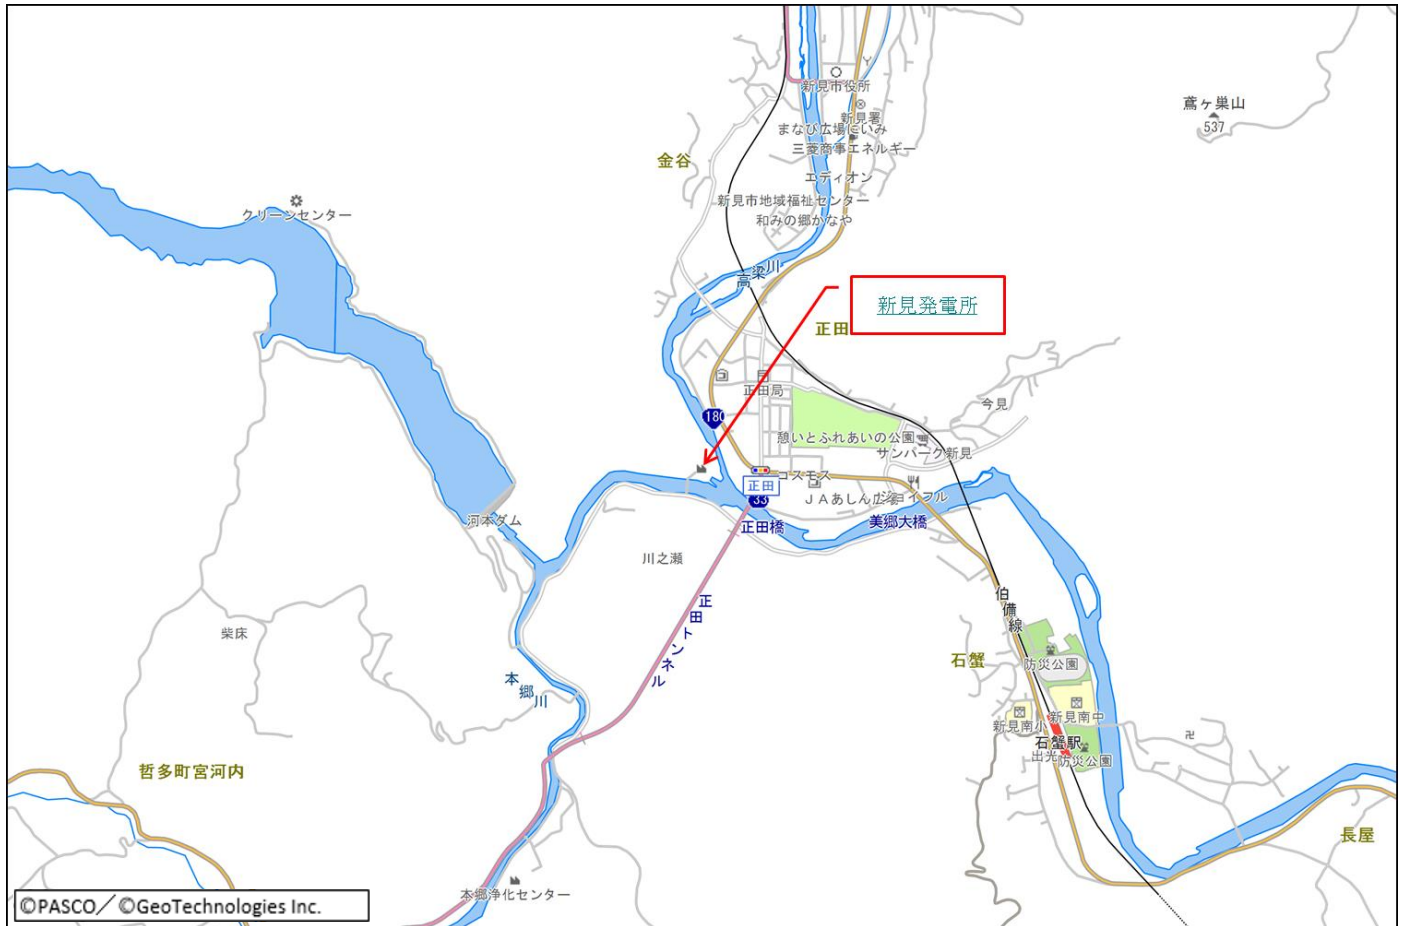 新見市役所
新見署
まなび広場にいみ
三菱商事エネルギー
エディオン
新見市地域福祉センター
和みの郷かなや
鳶ヶ巣山
537
金谷
クリーンセンター
高梁川
新見発電所
正田
正田局
180
今見
憩いとふれあいの公園
サンパーク新見
コスモス
正田
JAあしん広場
ジョイフル
33
正田橋
美郷大橋
河本ダム
川之瀬
正田トンネル
伯備線
柴床
本郷川
石蟹
防災公園
新見南小
新見南中
石蟹駅
出光
防災公園
哲多町宮河内
長屋
本郷浄化センター
©PASCO/ ©GeoTechnologies Inc.